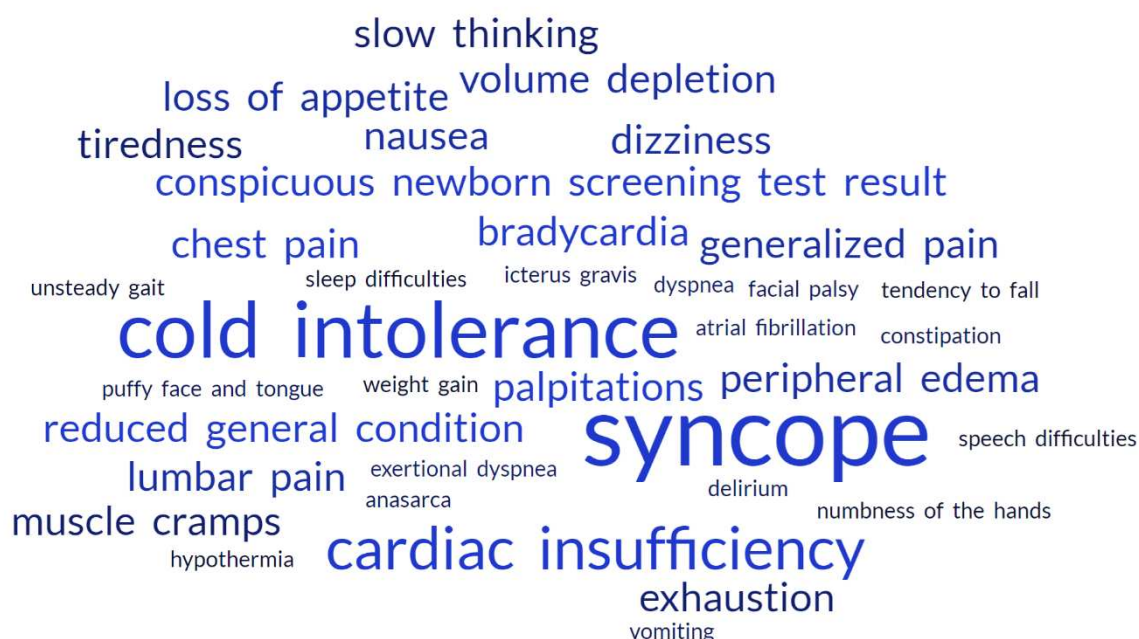 slow thinking
volume depletion
loss of appetite
nausea
dizziness
tiredness
conspicuous newborn screening test result
bradycardia
chest pain
generalized pain
sleep difficulties
icterus gravis
dyspnea
facial palsy
tendency to fall
unsteady gait
cold intolerance
atrial fibrillation
constipation
puffy face and tongue
weight gain
palpitations
peripheral edema
reduced general condition
syncope
speech difficulties
lumbar pain
exertional dyspnea
delirium
anasarca
numbness of the hands
muscle cramps
hypothermia
cardiac insufficiency
exhaustion
vomiting